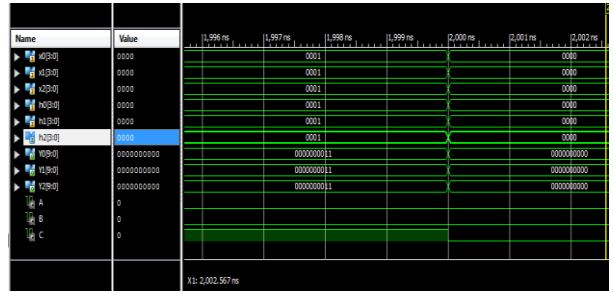 Name Value 1,996 ns 1,997 ns 1,998 ns 1,999 ns 2,000 ns 2,001 ns 2,002 ns
x0[3:0] 0000 0001 0000
x1[3:0] 0000 0001 0000
x2[3:0] 0000 0001 0000
h0[3:0] 0000 0001 0000
h1[3:0] 0000 0001 0000
h2[3:0] 0000 0001 0000
Y0[9:0] 0000000000 0000000011 0000000000
Y1[9:0] 0000000000 0000000011 0000000000
Y2[9:0] 0000000000 0000000011 0000000000
A 0
B 0
C 0
X1: 2,002.567 ns